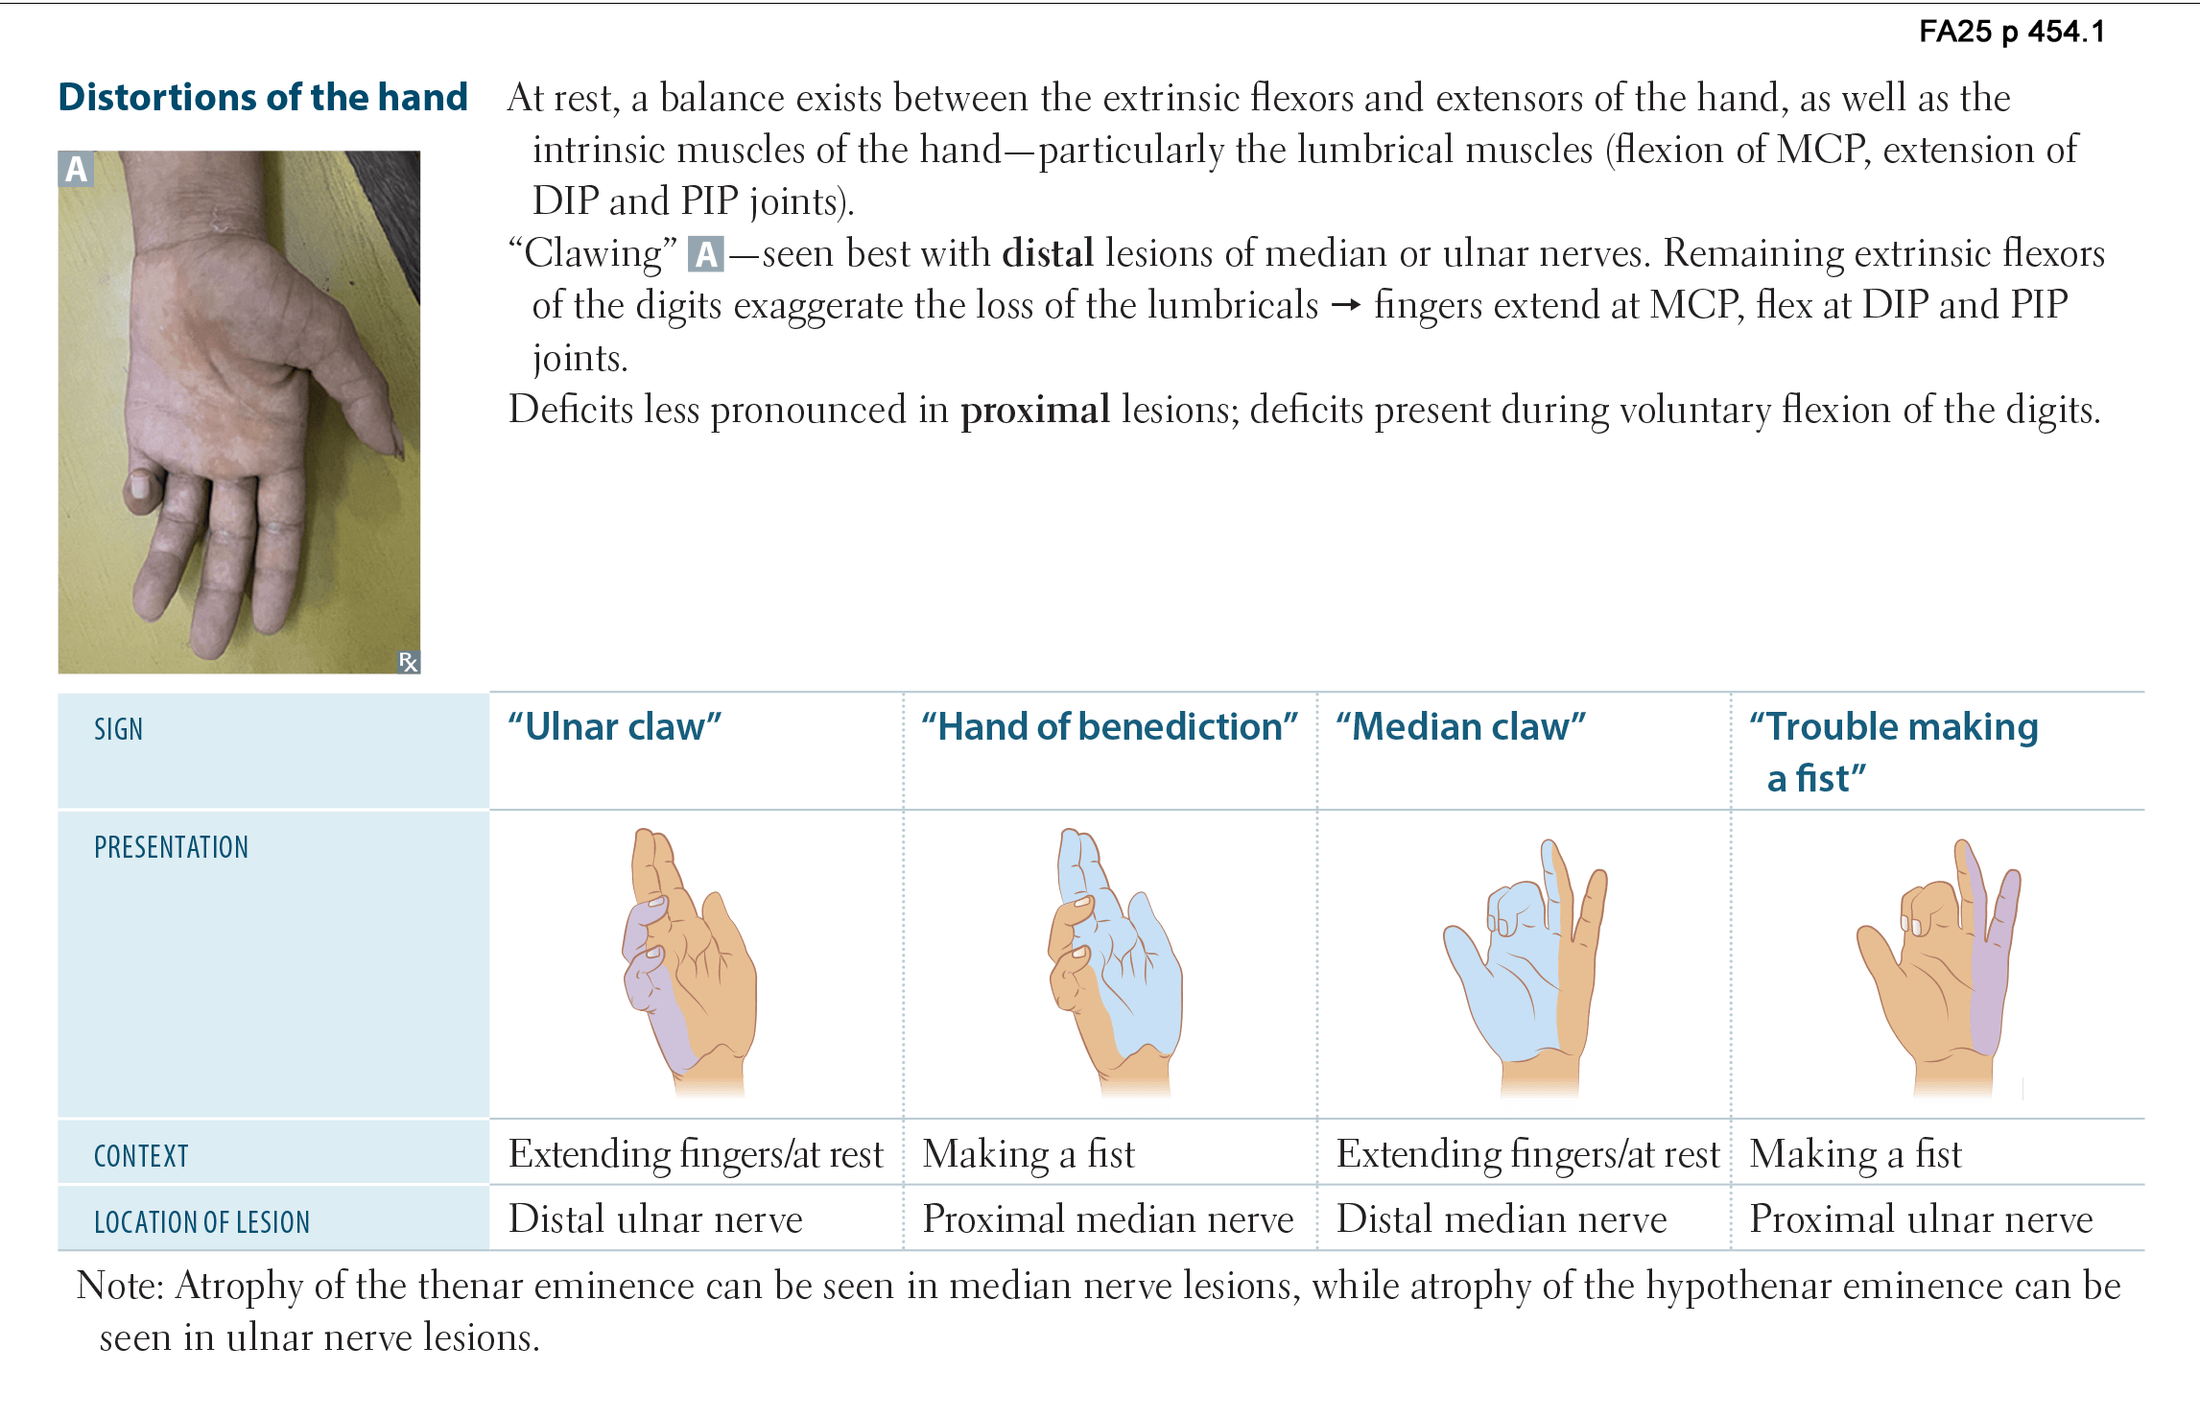 FA25 p 454.1
Distortions of the hand
A
At rest, a balance exists between the extrinsic flexors and extensors of the hand, as well as the
intrinsic muscles of the hand—particularly the lumbrical muscles (flexion of MCP, extension of
DIP and PIP joints).
“Clawing” A—seen best with distal lesions of median or ulnar nerves. Remaining extrinsic flexors
of the digits exaggerate the loss of the lumbricals → fingers extend at MCP, flex at DIP and PIP
joints.
Deficits less pronounced in proximal lesions; deficits present during voluntary flexion of the digits.
Rx
SIGN
“Ulnar claw”
“Hand of benediction”
“Median claw”
“Trouble making
a fist”
PRESENTATION
CONTEXT
Extending fingers/at rest
Making a fist
Extending fingers/at rest
Making a fist
LOCATION OF LESION
Distal ulnar nerve
Proximal median nerve
Distal median nerve
Proximal ulnar nerve
Note: Atrophy of the thenar eminence can be seen in median nerve lesions, while atrophy of the hypothenar eminence can be
seen in ulnar nerve lesions.